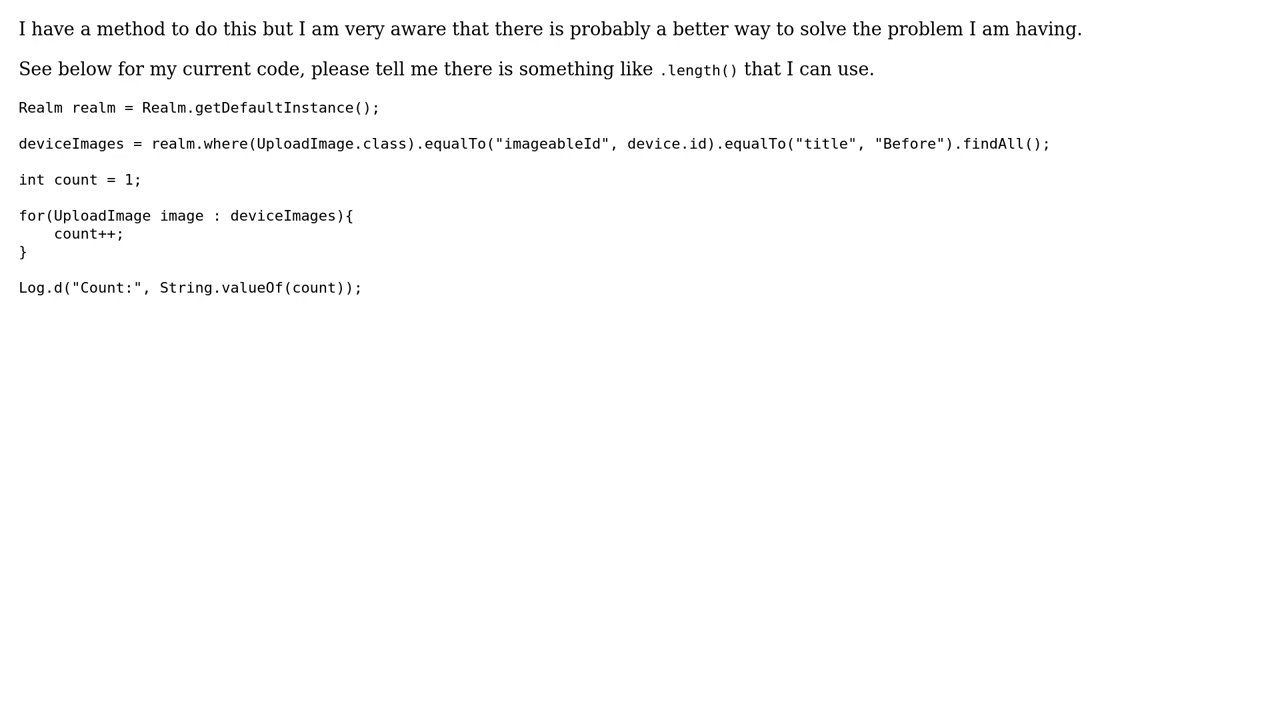 I have a method to do this but I am very aware that there is probably a better way to solve the problem I am having.
See below for my current code, please tell me there is something like .length() that I can use.
Realm realm = Realm.getDefaultInstance();
deviceImages = realm.where(UploadImage.class).equalTo("imageableId", device.id).equalTo("title", "Before").findAll();
int count = 1;
for(UploadImage image : deviceImages){
    count++;
}
Log.d("Count:", String.valueOf(count));